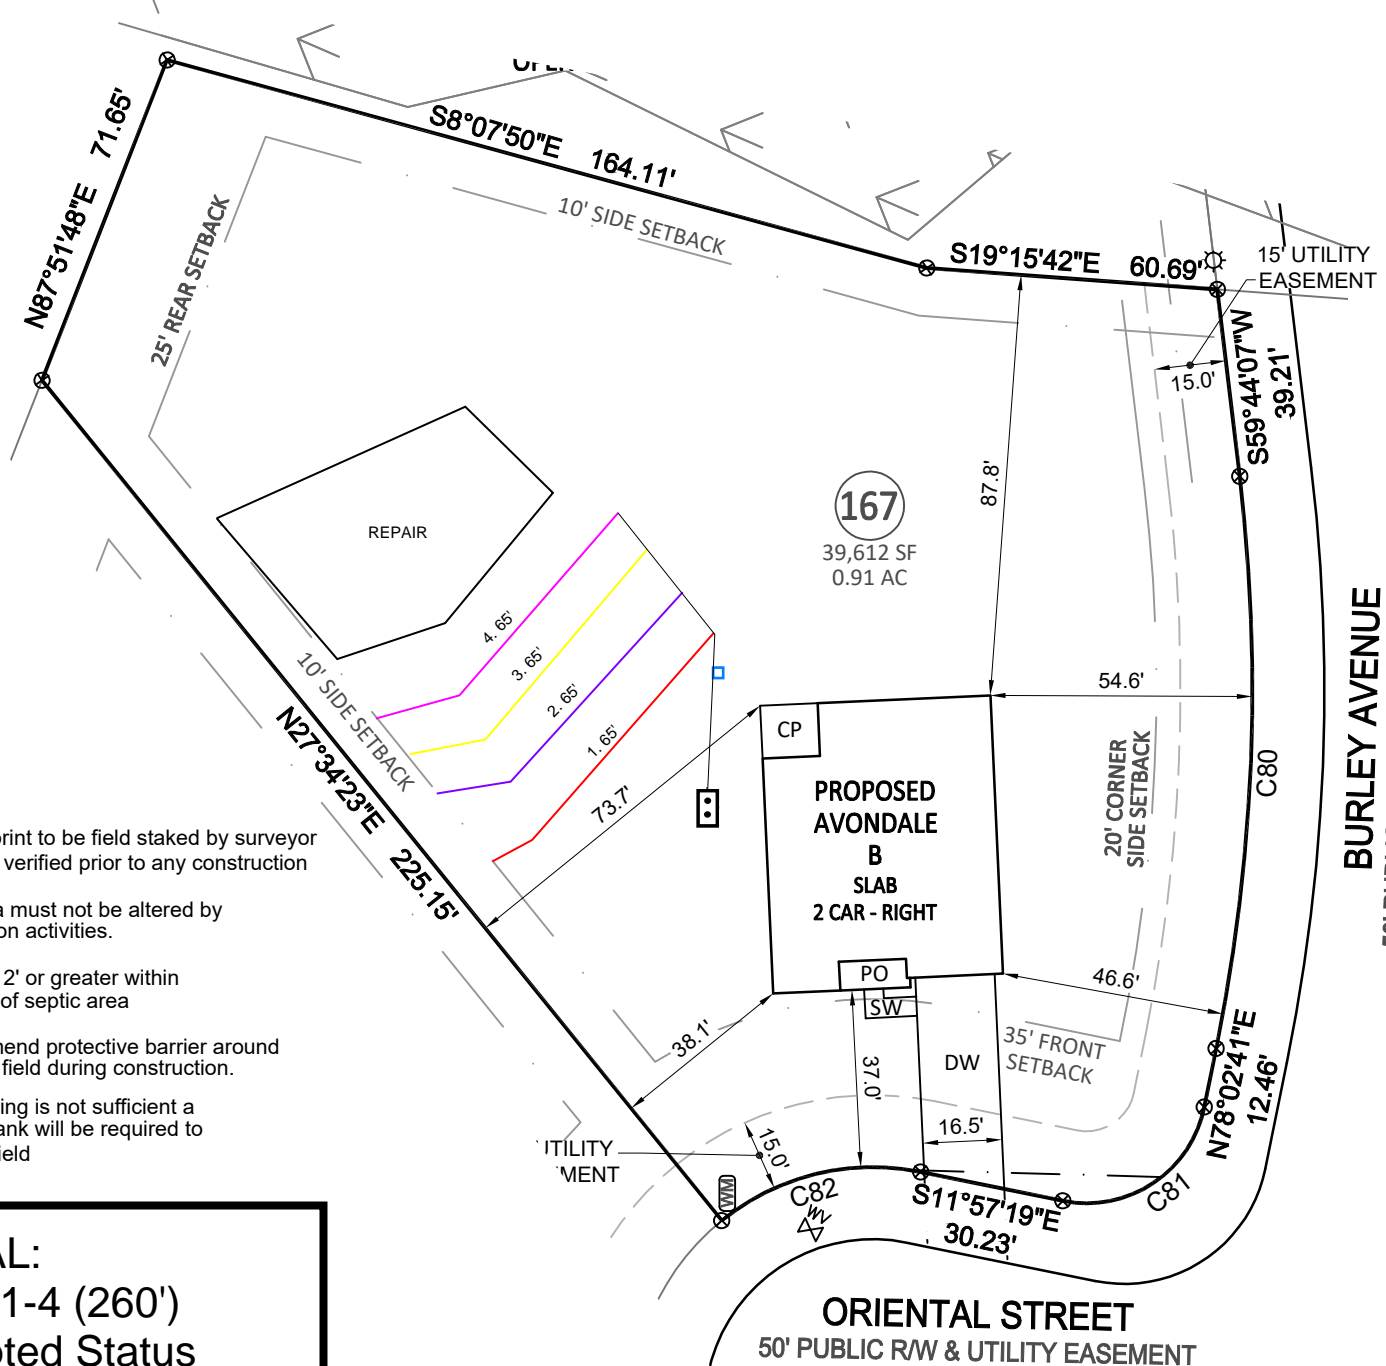 S8°07'50"E 164.11'
71.65'
N87°51'48"E
25' REAR SETBACK
10' SIDE SETBACK
S19°15'42"E 60.69'
15' UTILITY
EASEMENT
15.0'
S59°44'07"W
39.21'
87.8'
167
39,612 SF
0.91 AC
REPAIR
4. 65'
3. 65'
2. 65'
1. 65'
10' SIDE SETBACK
N27°34'23"E 225.15'
73.7'
54.6'
CP
PROPOSED
AVONDALE
B
SLAB
2 CAR - RIGHT
20' CORNER
SIDE SETBACK
C80
BURLEY AVENUE
PO
SW
46.6'
38.1'
37.0'
DW
35' FRONT
SETBACK
16.5'
15.0'
N78°02'41"E
12.46'
C81
C82
WM
WV
S11°57'19"E
30.23'
ORIENTAL STREET
50' PUBLIC R/W & UTILITY EASEMENT
rint to be field staked by surveyor
verified prior to any construction
a must not be altered by
on activities.
2' or greater within
of septic area
end protective barrier around
field during construction.
ing is not sufficient a
ank will be required to
ield
UTILITY
MENT
AL:
1-4 (260')
oted Status